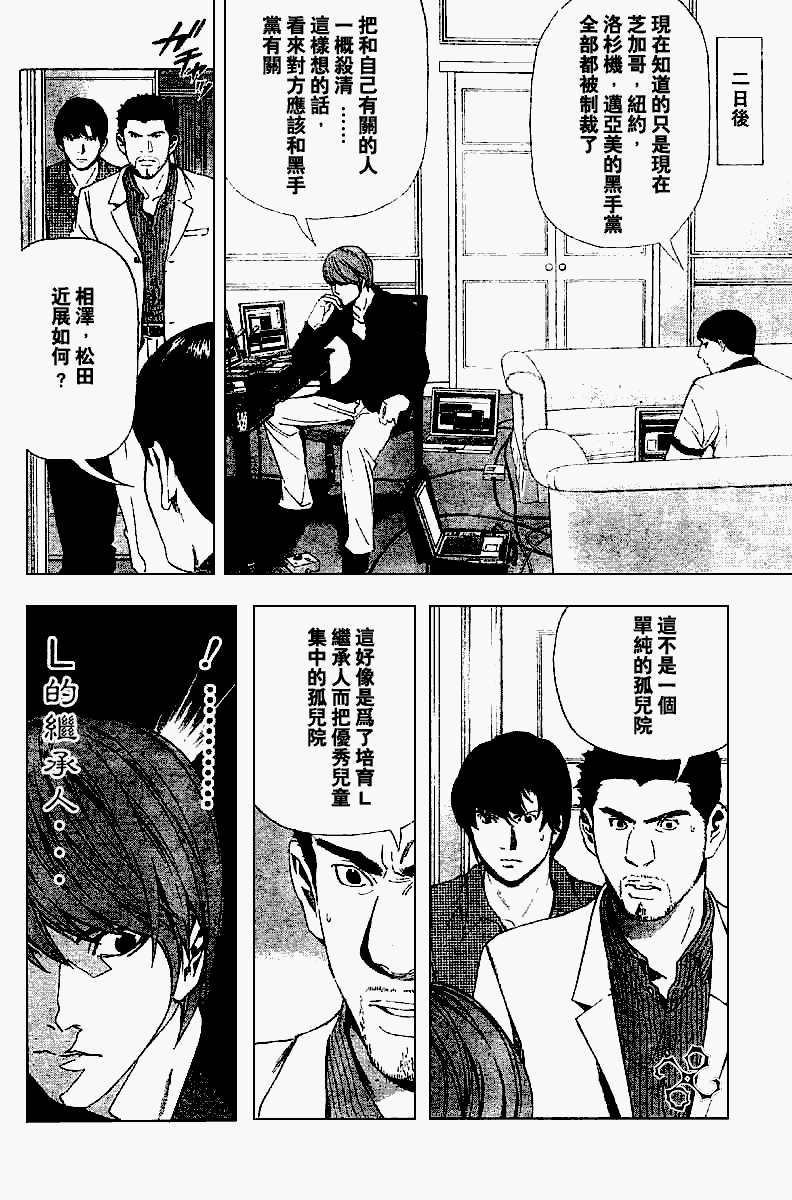 二日後
現在知道的只是現在
芝加哥，紐約，
洛杉機，邁亞美的黑手黨
全部都被制裁了
把和自己有關的人
一概殺清……
這樣想的話，
看來對方應該和黑手
黨有關
ガチャッ
相澤，松田
近展如何？
這不是一個
單純的孤兒院
這好像是爲了培育L
繼承人而把優秀兒童
集中的孤兒院
！…………
L的繼承人…